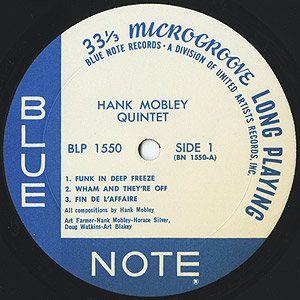 33⅓ MICROGROOVE LONG PLAYING
BLUE NOTE RECORDS • A DIVISION OF UNITED ARTISTS RECORDS, INC.
HANK MOBLEY
QUINTET
BLP 1550
SIDE 1
(BN 1550-A)
1. FUNK IN DEEP FREEZE
2. WHAM AND THEY'RE OFF
3. FIN DE L'AFFAIRE
All compositions by Hank Mobley
Art Farmer-Hank Mobley-Horace Silver,
Doug Watkins-Art Blakey
BLUE
NOTE ®